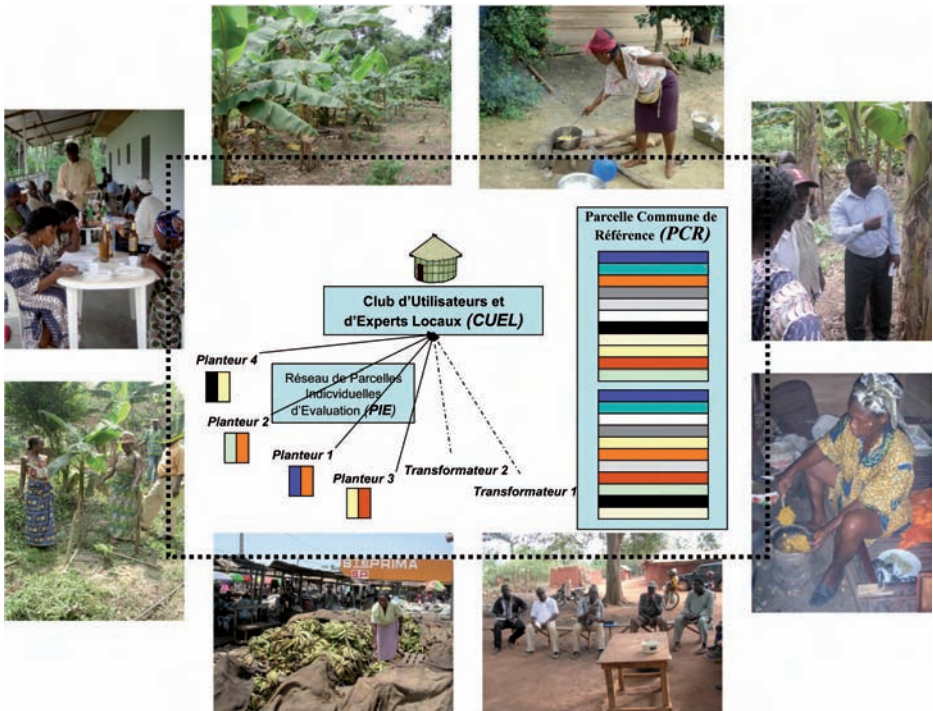 Parcelle Commune de
Référence (PCR)
Club d'Utilisateurs et
d'Experts Locaux (CUEL)
Planteur 4
Réseau de Parcelles
Indicviduelles
d'Evaluation (PIE)
Planteur 2
Planteur 1
Planteur 3
Transformateur 2
Transformateur 1
PRIMA